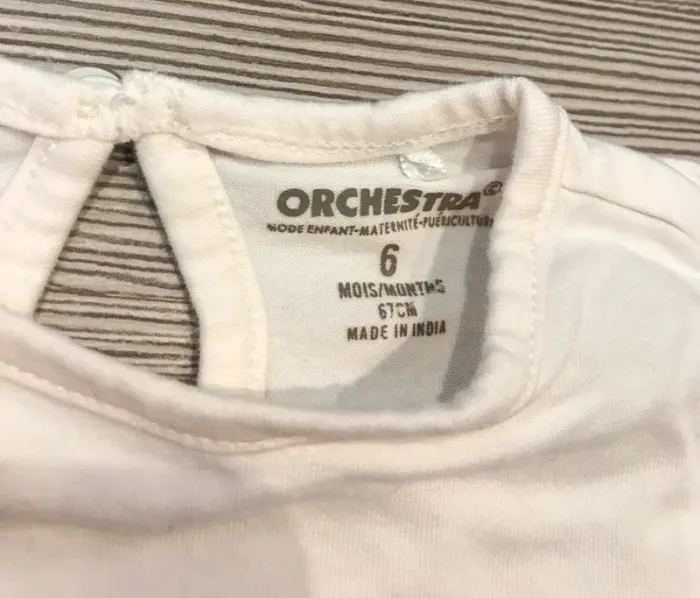 ORCHESTRA©
MODE ENFANT-MATERNITÉ-PUÉRICULTURE
6
MOIS/MONTHS
67CM
MADE IN INDIA